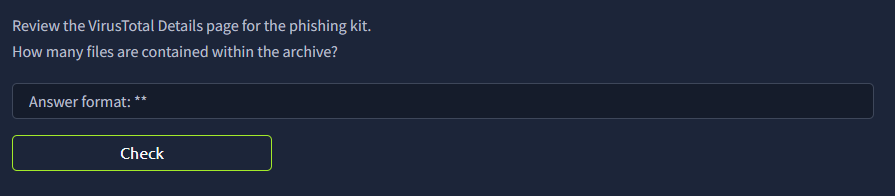 Review the VirusTotal Details page for the phishing kit.
How many files are contained within the archive?
Answer format: **
Check